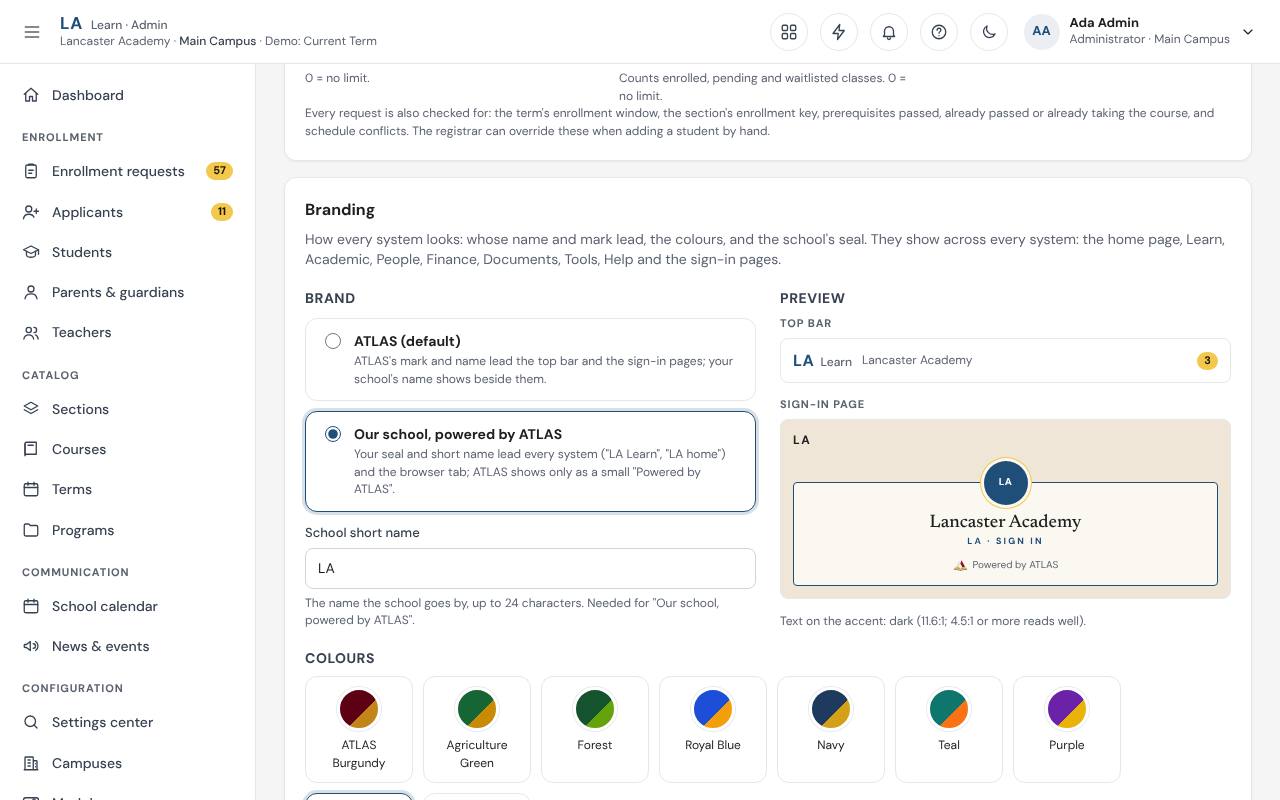 LA Learn · Admin
Lancaster Academy · Main Campus · Demo: Current Term
AA
Ada Admin
Administrator · Main Campus
Dashboard
ENROLLMENT
Enrollment requests 57
Applicants 11
Students
Parents & guardians
Teachers
CATALOG
Sections
Courses
Terms
Programs
COMMUNICATION
School calendar
News & events
CONFIGURATION
Settings center
Campuses
0 = no limit.
Counts enrolled, pending and waitlisted classes. 0 =
no limit.
Every request is also checked for: the term's enrollment window, the section's enrollment key, prerequisites passed, already passed or already taking the course, and
schedule conflicts. The registrar can override these when adding a student by hand.
Branding
How every system looks: whose name and mark lead, the colours, and the school's seal. They show across every system: the home page, Learn,
Academic, People, Finance, Documents, Tools, Help and the sign-in pages.
BRAND
ATLAS (default)
ATLAS's mark and name lead the top bar and the sign-in pages; your
school's name shows beside them.
Our school, powered by ATLAS
Your seal and short name lead every system ("LA Learn", "LA home")
and the browser tab; ATLAS shows only as a small "Powered by
ATLAS".
School short name
LA
The name the school goes by, up to 24 characters. Needed for "Our school,
powered by ATLAS".
PREVIEW
TOP BAR
LA Learn Lancaster Academy 3
SIGN-IN PAGE
LA
LA
Lancaster Academy
LA · SIGN IN
Powered by ATLAS
Text on the accent: dark (11.6:1; 4.5:1 or more reads well).
COLOURS
ATLAS
Burgundy
Agriculture
Green
Forest
Royal Blue
Navy
Teal
Purple